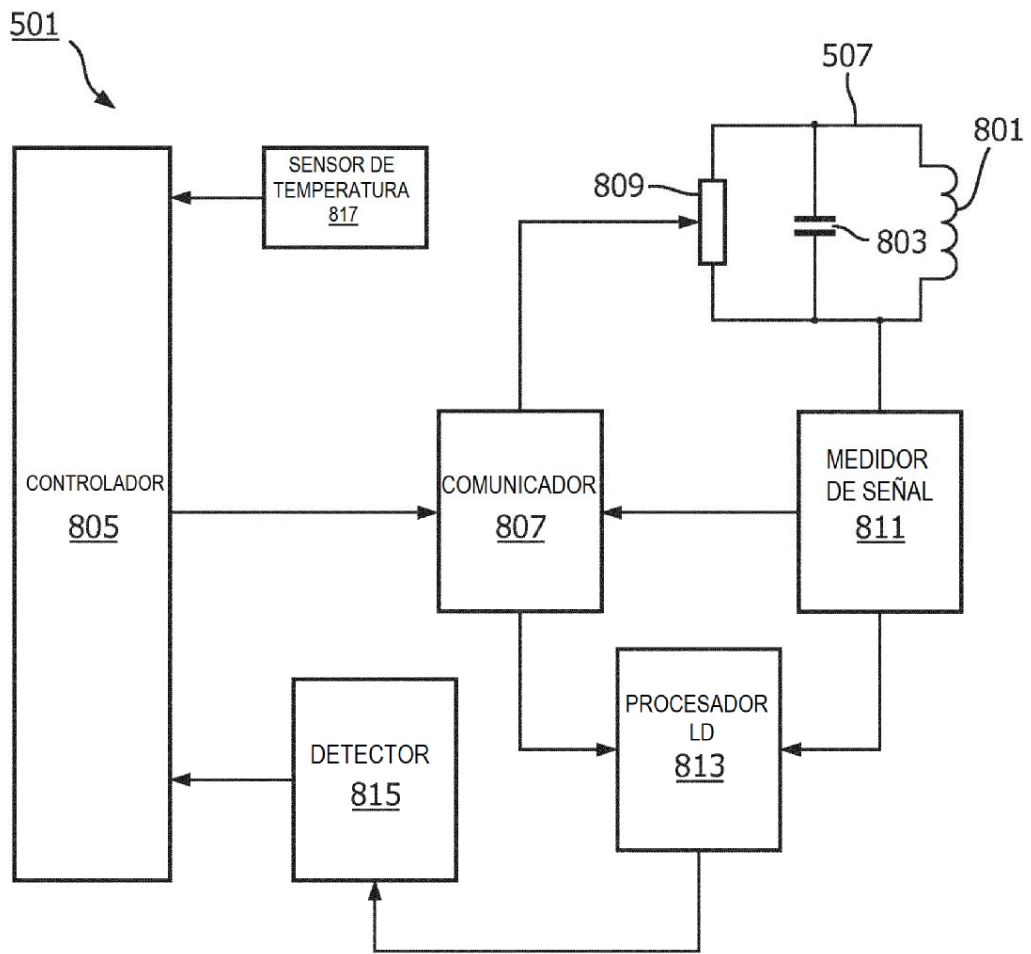 501
507
801
SENSOR DE
TEMPERATURA
817
809
803
CONTROLADOR
805
COMUNICADOR
807
MEDIDOR
DE SEÑAL
811
PROCESADOR
LD
813
DETECTOR
815